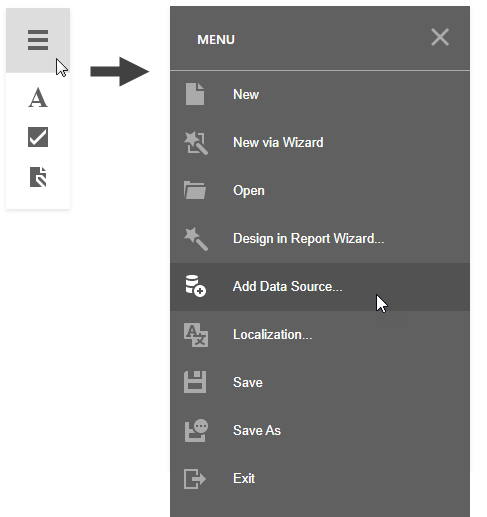 MENU
New
New via Wizard
Open
Design in Report Wizard...
Add Data Source...
Localization...
Save
Save As
Exit